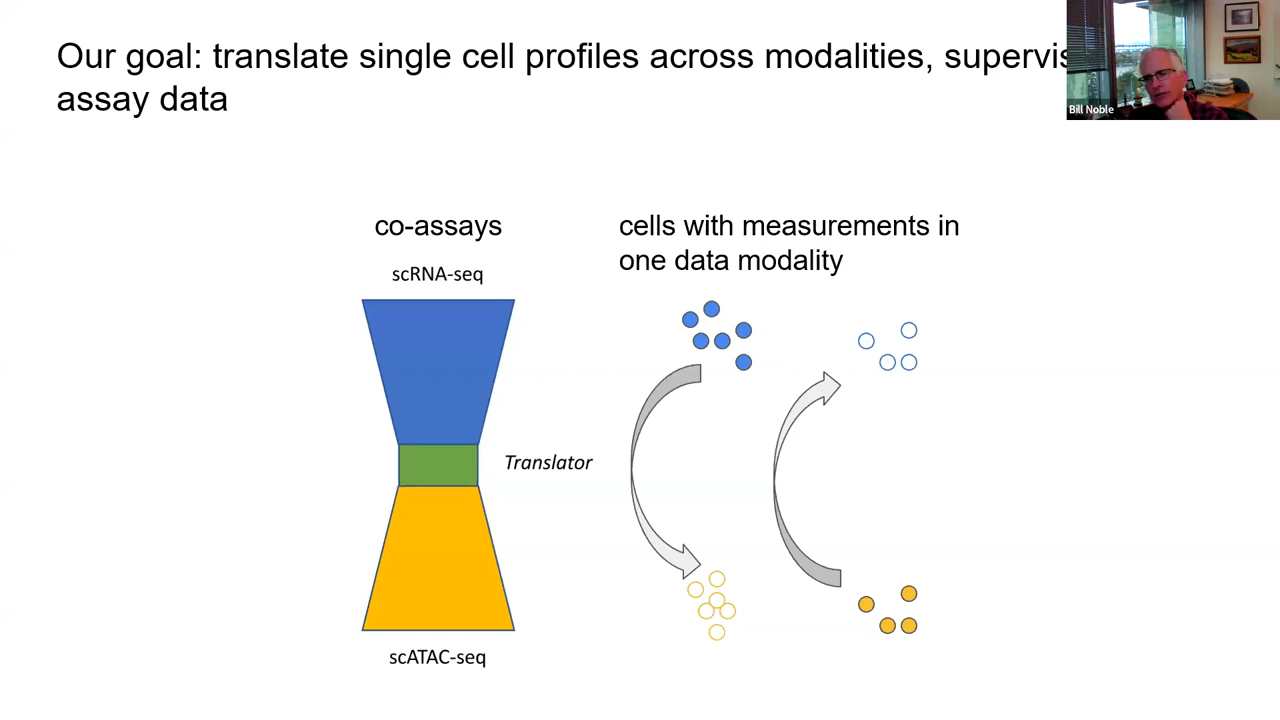 Our goal: translate single cell profiles across modalities, supervis
assay data
Bill Noble
co-assays
cells with measurements in
one data modality
scRNA-seq
Translator
scATAC-seq